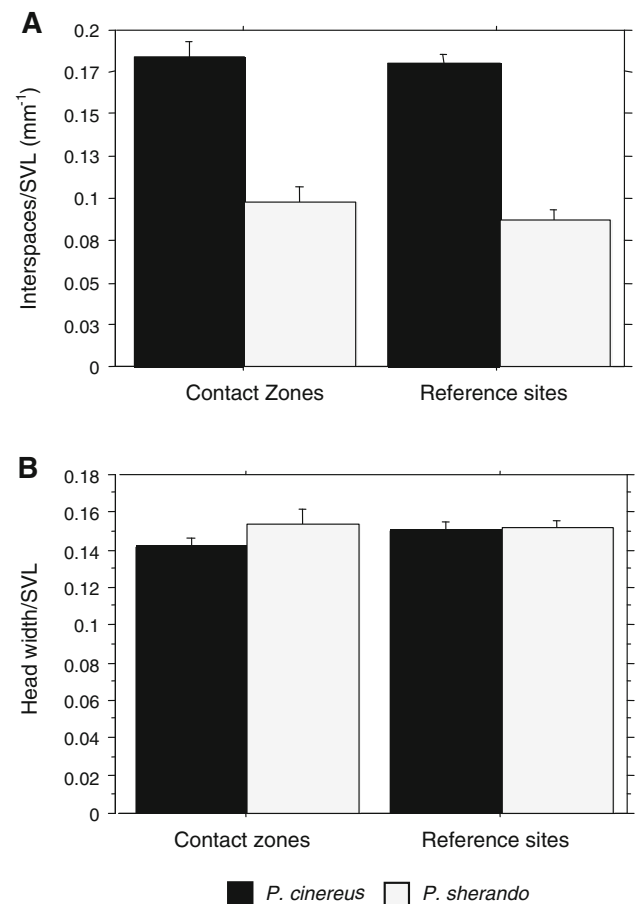 A
0.2
0.17
0.15
0.13
0.1
0.08
0.05
0.03
0
Interspaces/SVL (mm⁻¹)
Contact Zones Reference sites
B
0.18
0.16
0.14
0.12
0.1
0.08
0.06
0.04
0.02
0
Head width/SVL
Contact zones Reference sites
P. cinereus P. sherando